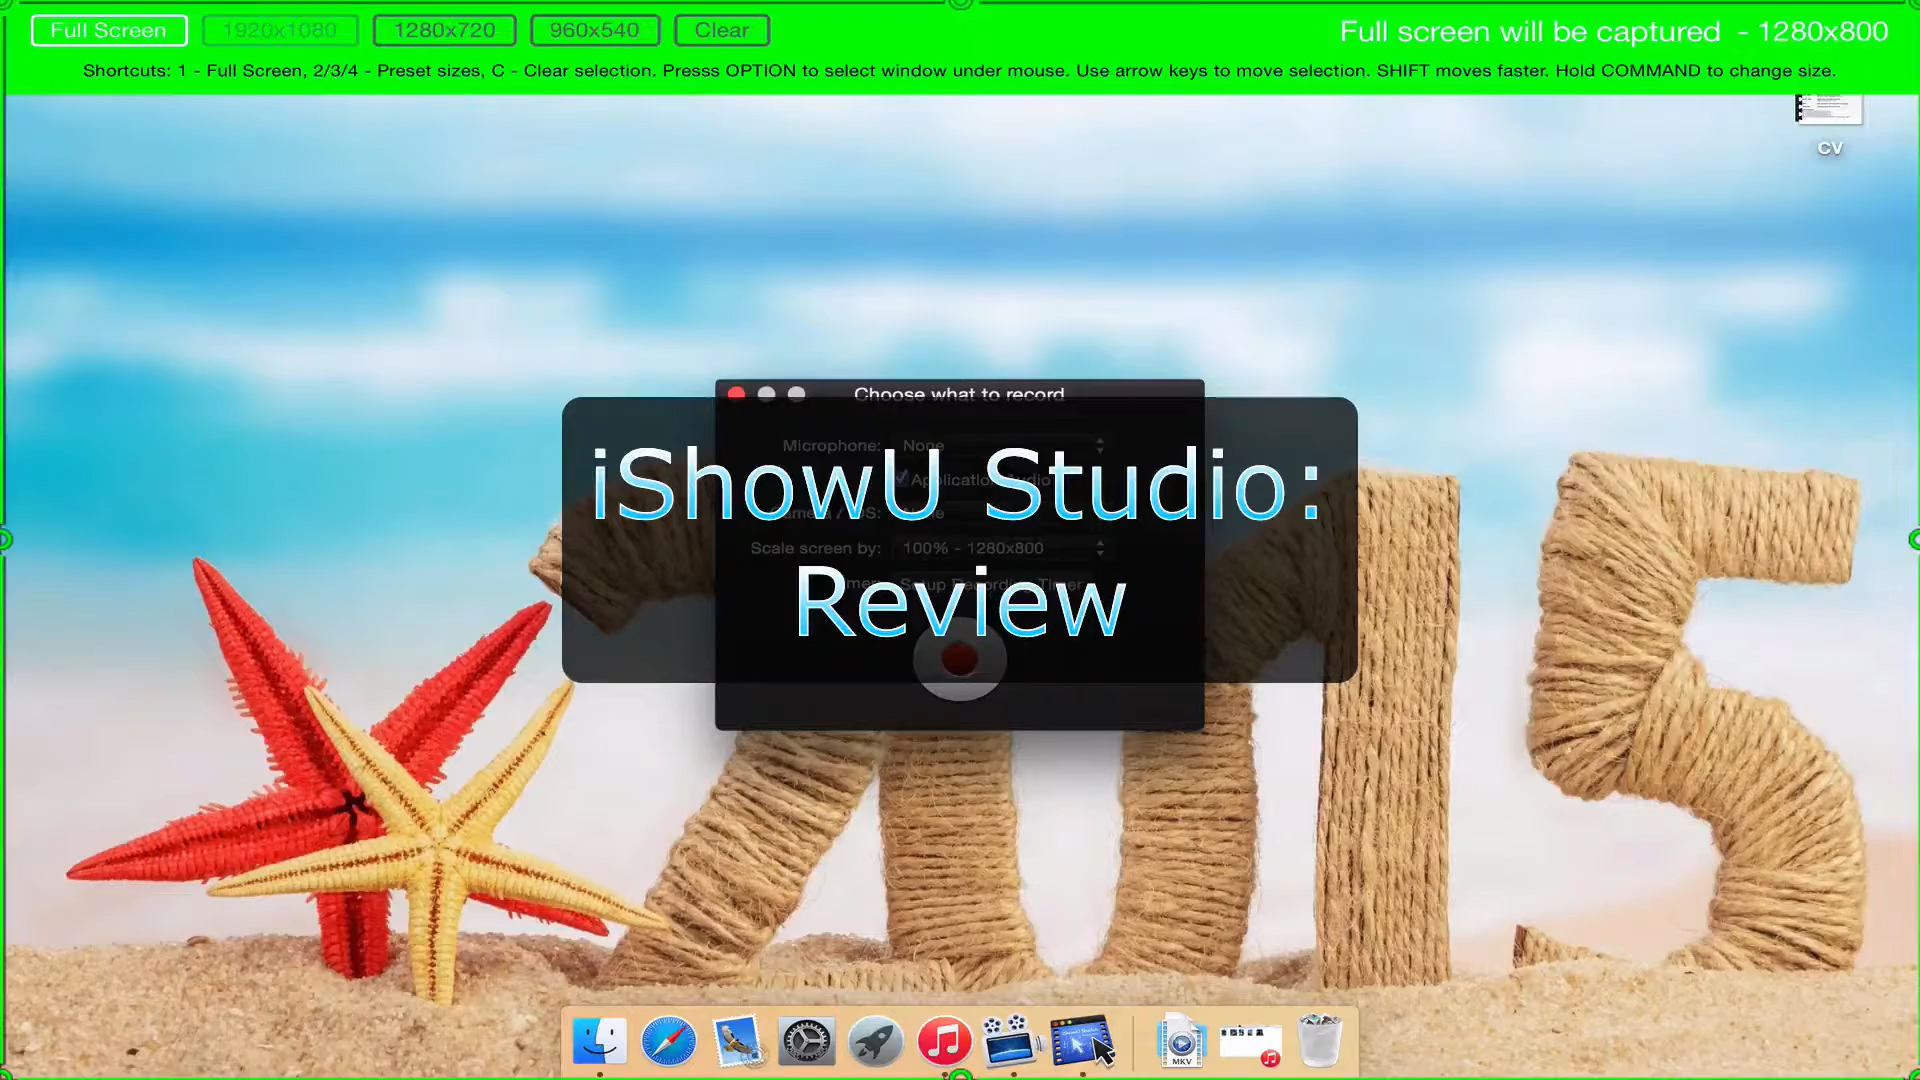 Full Screen 1920x1080 1280x720 960x540 Clear Full screen will be captured - 1280x800
Shortcuts: 1 - Full Screen, 2/3/4 - Preset sizes, C - Clear selection. Presss OPTION to select window under mouse. Use arrow keys to move selection. SHIFT moves faster. Hold COMMAND to change size.
CV
Choose what to record
Microphone: None
iShowU Studio:
Scale screen by: 100% - 1280x800
Review
MKV